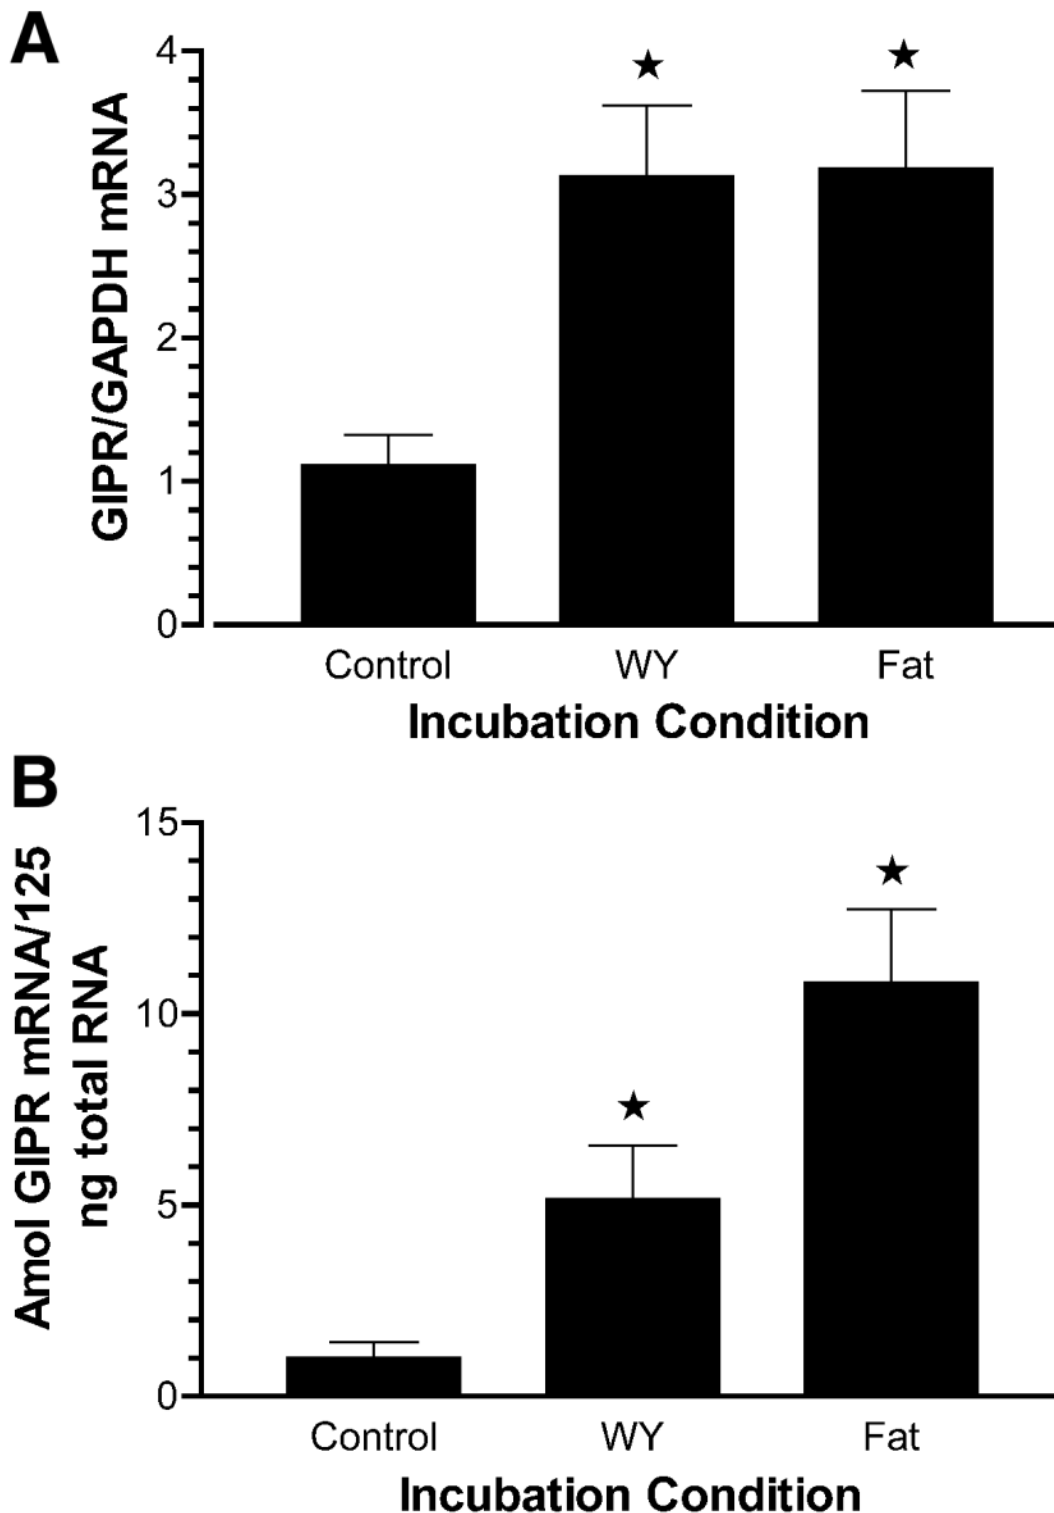 A
GIPR/GAPDH mRNA
4
3
2
1
0
Control WY Fat
Incubation Condition
B
Amol GIPR mRNA/125
ng total RNA
15
10
5
0
Control WY Fat
Incubation Condition